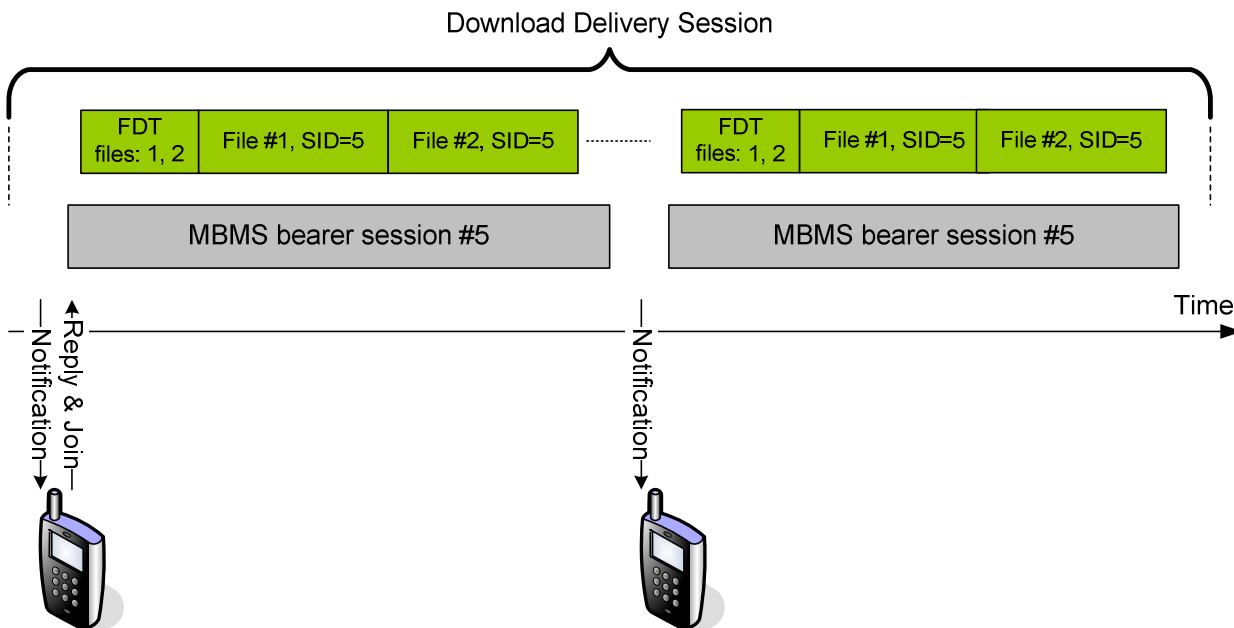 Download Delivery Session
FDT
files: 1, 2
File #1, SID=5
File #2, SID=5
FDT
files: 1, 2
File #1, SID=5
File #2, SID=5
MBMS bearer session #5
MBMS bearer session #5
Time
Notification
Reply & Join
Notification